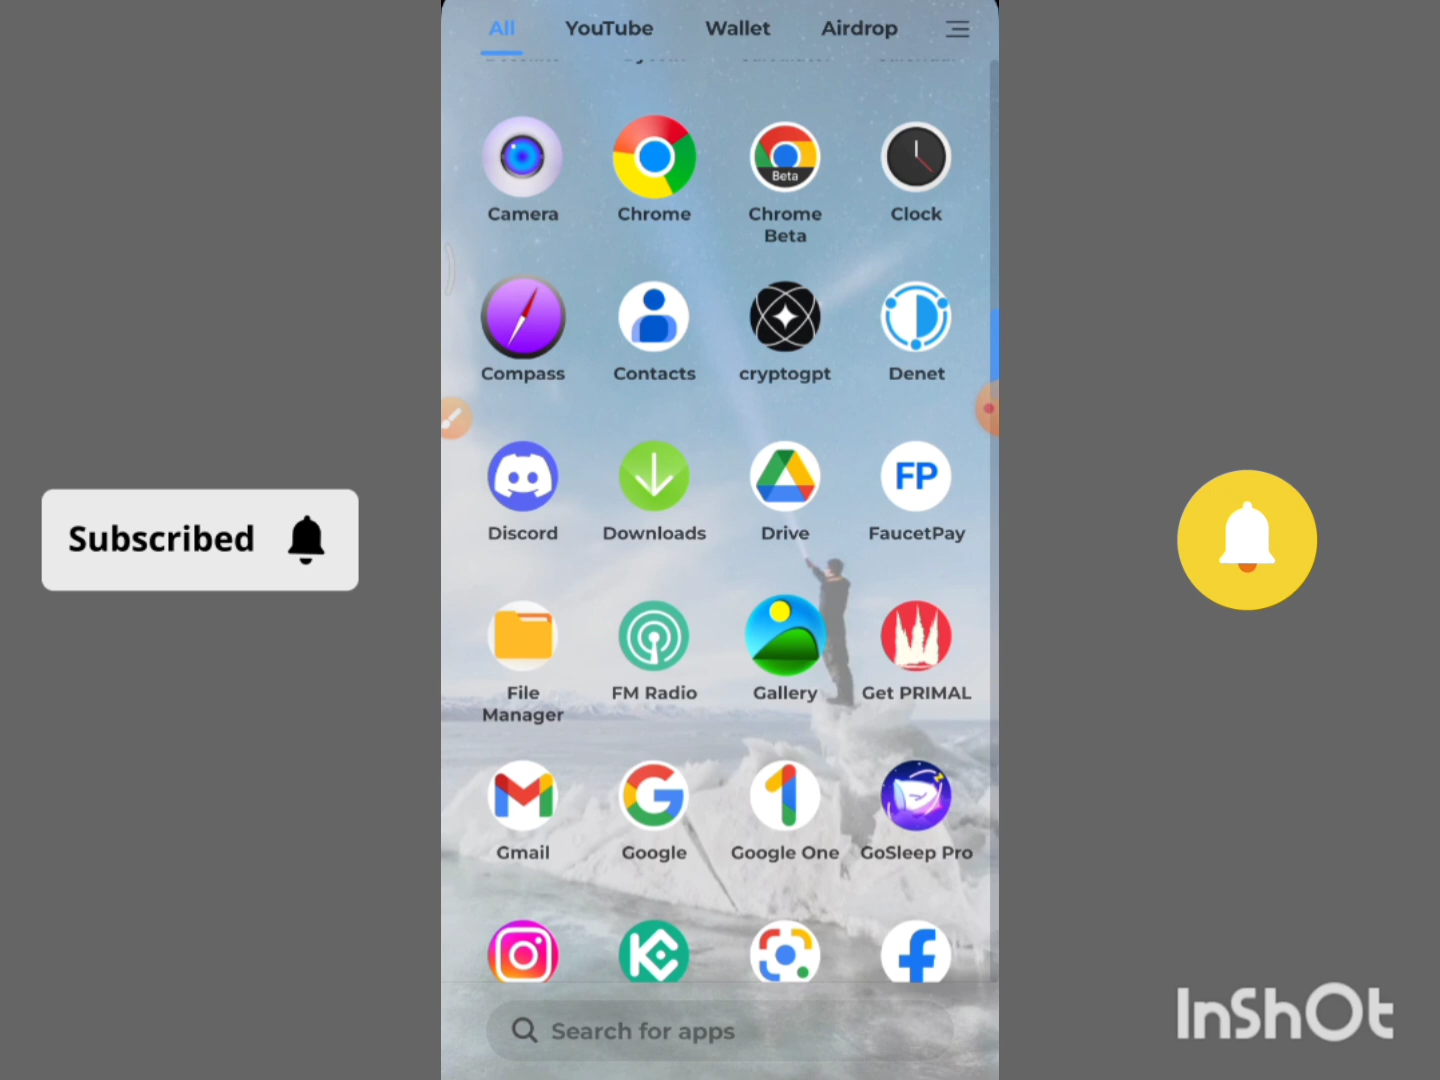 All YouTube Wallet Airdrop
Camera Chrome Chrome Beta Clock
Beta
Compass Contacts cryptogpt Denet
FP
Discord Downloads Drive FaucetPay
File Manager FM Radio Gallery Get PRIMAL
Gmail Google Google One GoSleep Pro
Search for apps
Subscribed
InShOt